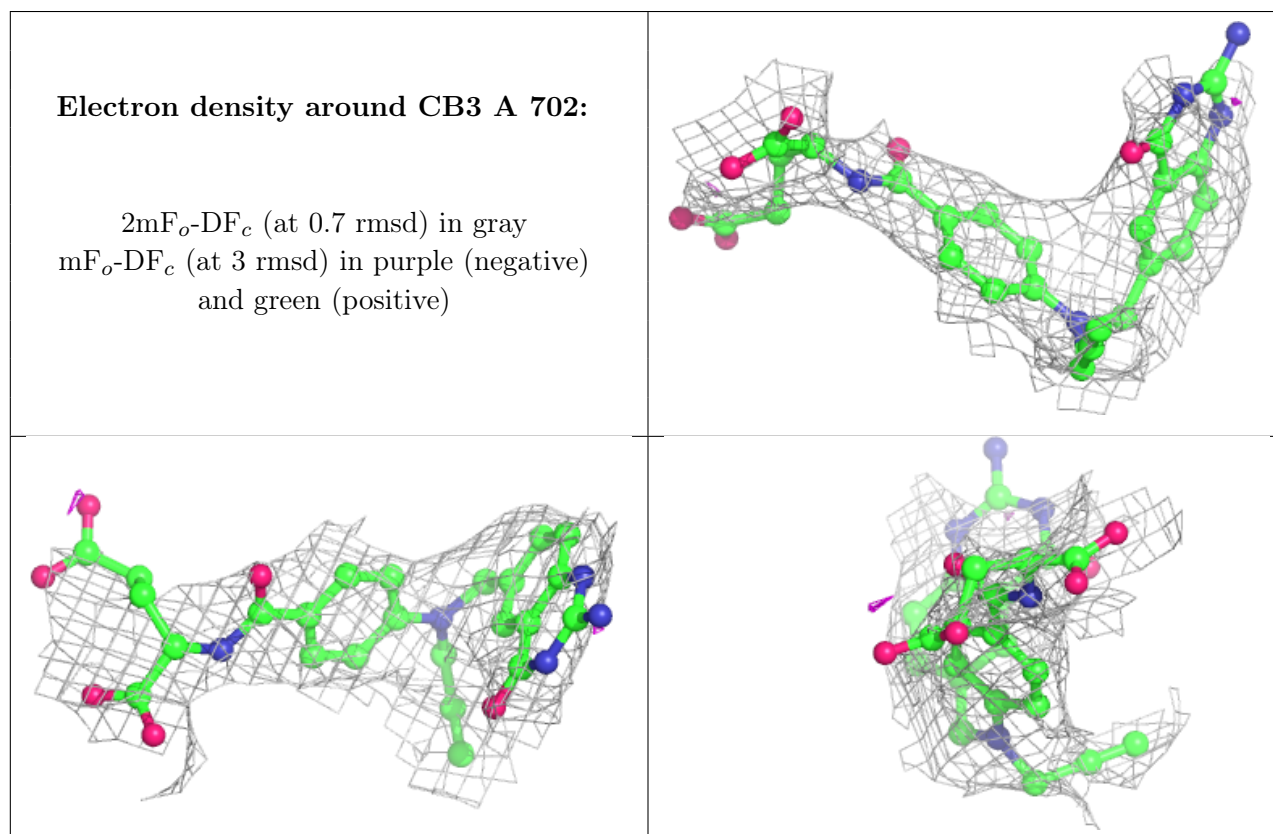 Electron density around CB3 A 702:
2mFo-DFc (at 0.7 rmsd) in gray
mFo-DFc (at 3 rmsd) in purple (negative)
and green (positive)